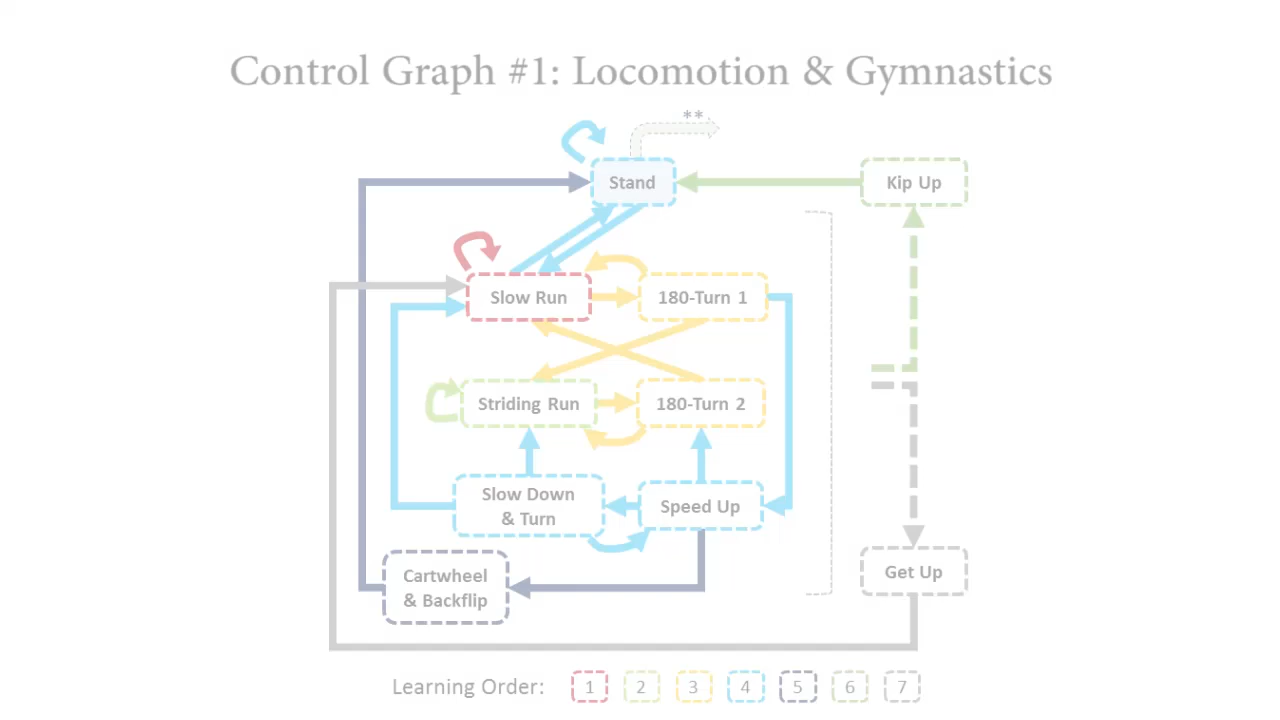 Control Graph #1: Locomotion & Gymnastics
**
Stand
Kip Up
Slow Run
180-Turn 1
Striding Run
180-Turn 2
Slow Down
& Turn
Speed Up
Cartwheel
& Backflip
Get Up
Learning Order: 1 2 3 4 5 6 7